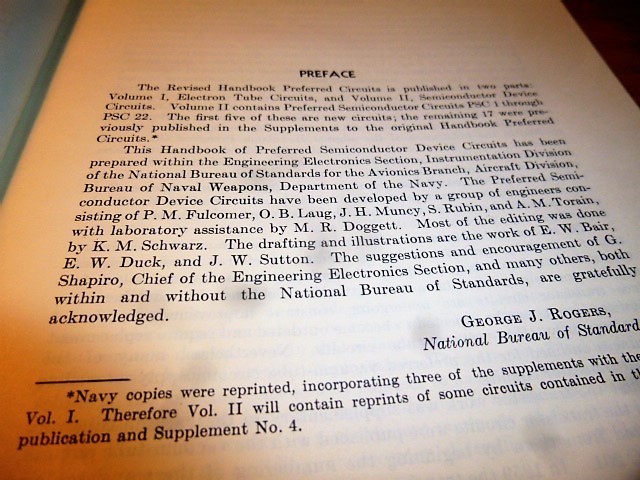 PREFACE
The Revised Handbook Preferred Circuits is published in two parts:
Volume I, Electron Tube Circuits, and Volume II, Semiconductor Device
Circuits. Volume II contains Preferred Semiconductor Circuits PSC 1 through
PSC 22. The first five of these are new circuits; the remaining 17 were pre-
viously published in the Supplements to the original Handbook Preferred
Circuits.*
This Handbook of Preferred Semiconductor Device Circuits has been
prepared within the Engineering Electronics Section, Instrumentation Division
of the National Bureau of Standards for the Avionics Branch, Aircraft Division,
Bureau of Naval Weapons, Department of the Navy. The Preferred Semi-
conductor Device Circuits have been developed by a group of engineers con-
sisting of P. M. Fulcomer, O. B. Laug, J. H. Muncy, S. Rubin, and A. M. Torain,
with laboratory assistance by M. R. Doggett. Most of the editing was done
by K. M. Schwarz. The drafting and illustrations are the work of E. W. Bair,
E. W. Duck, and J. W. Sutton. The suggestions and encouragement of G.
Shapiro, Chief of the Engineering Electronics Section, and many others, both
within and without the National Bureau of Standards, are gratefully
acknowledged.
GEORGE J. ROGERS,
National Bureau of Standard
*Navy copies were reprinted, incorporating three of the supplements with the
Vol. I. Therefore Vol. II will contain reprints of some circuits contained in t
publication and Supplement No. 4.